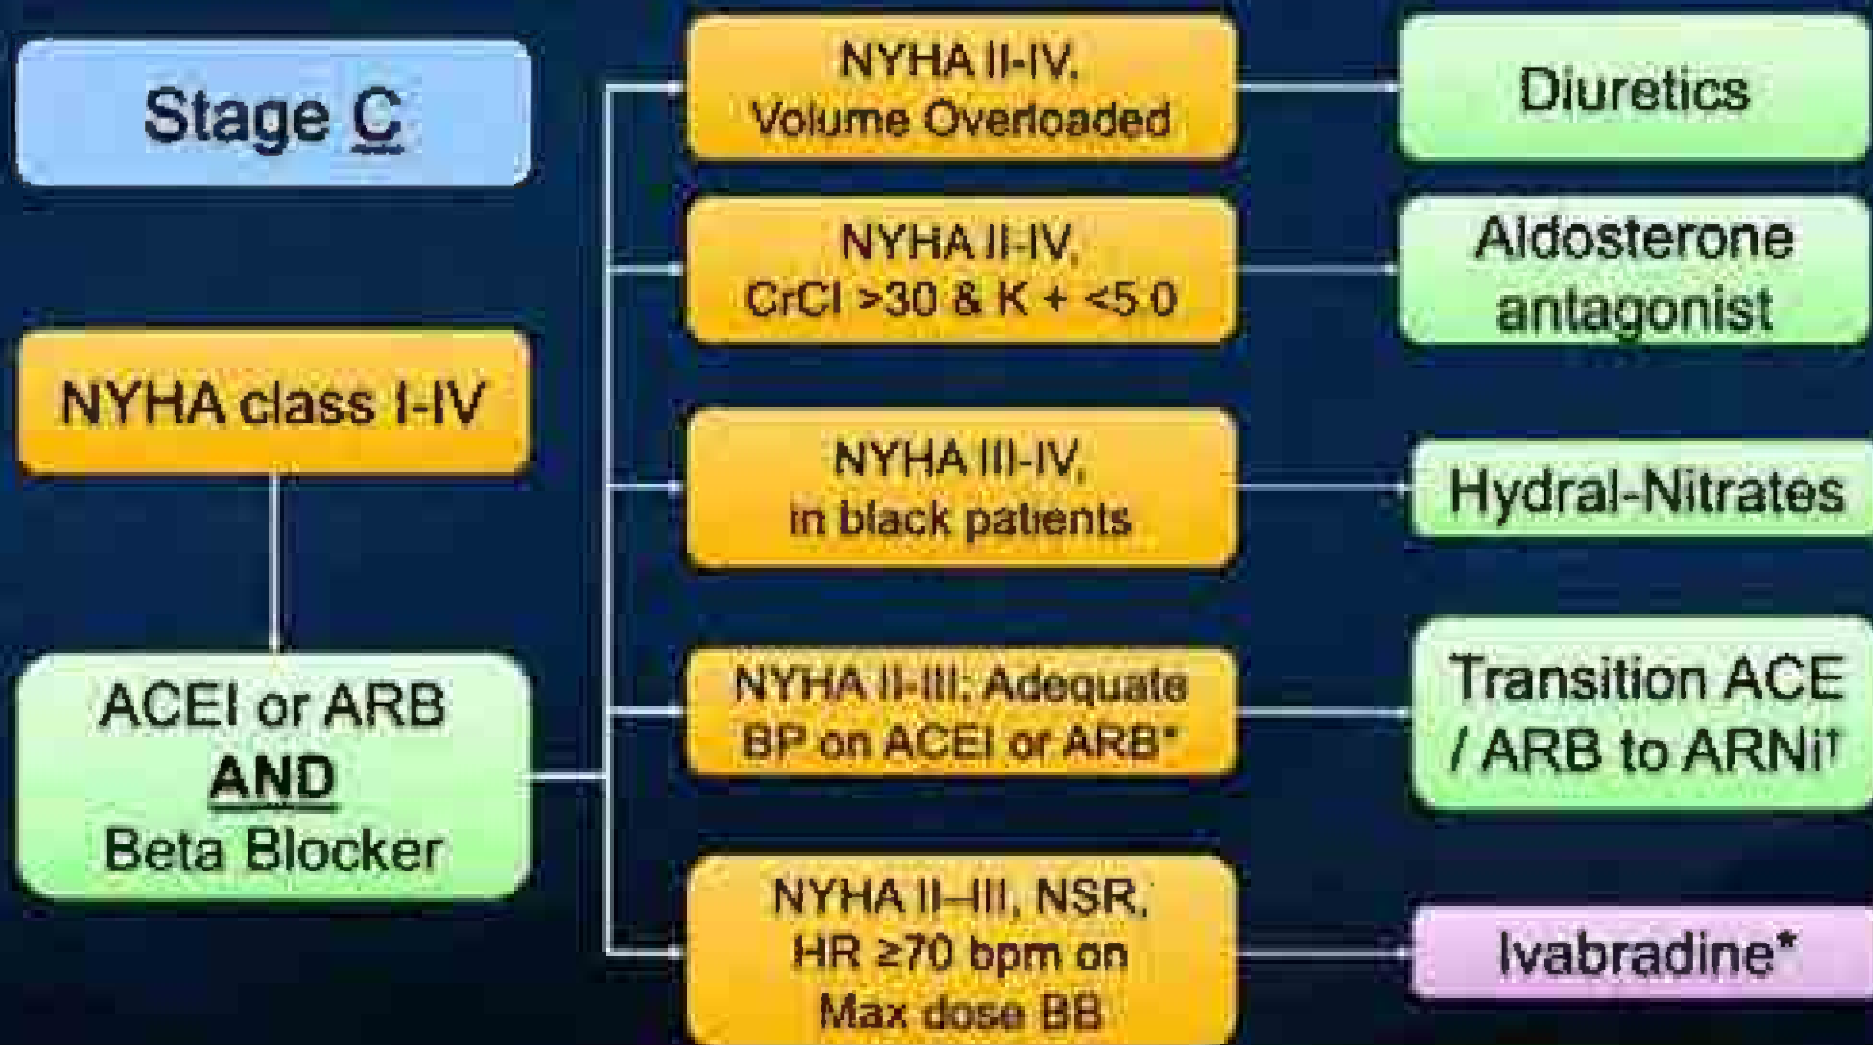 Stage C
NYHA class I-IV
ACEI or ARB
AND
Beta Blocker
NYHA II-IV,
Volume Overloaded
Diuretics
NYHA II-IV,
CrCl >30 & K + <5.0
Aldosterone
antagonist
NYHA III-IV,
in black patients
Hydral-Nitrates
NYHA II-III; Adequate
BP on ACEI or ARB*
Transition ACE
/ ARB to ARNi†
NYHA II–III, NSR,
HR ≥70 bpm on
Max dose BB
Ivabradine*